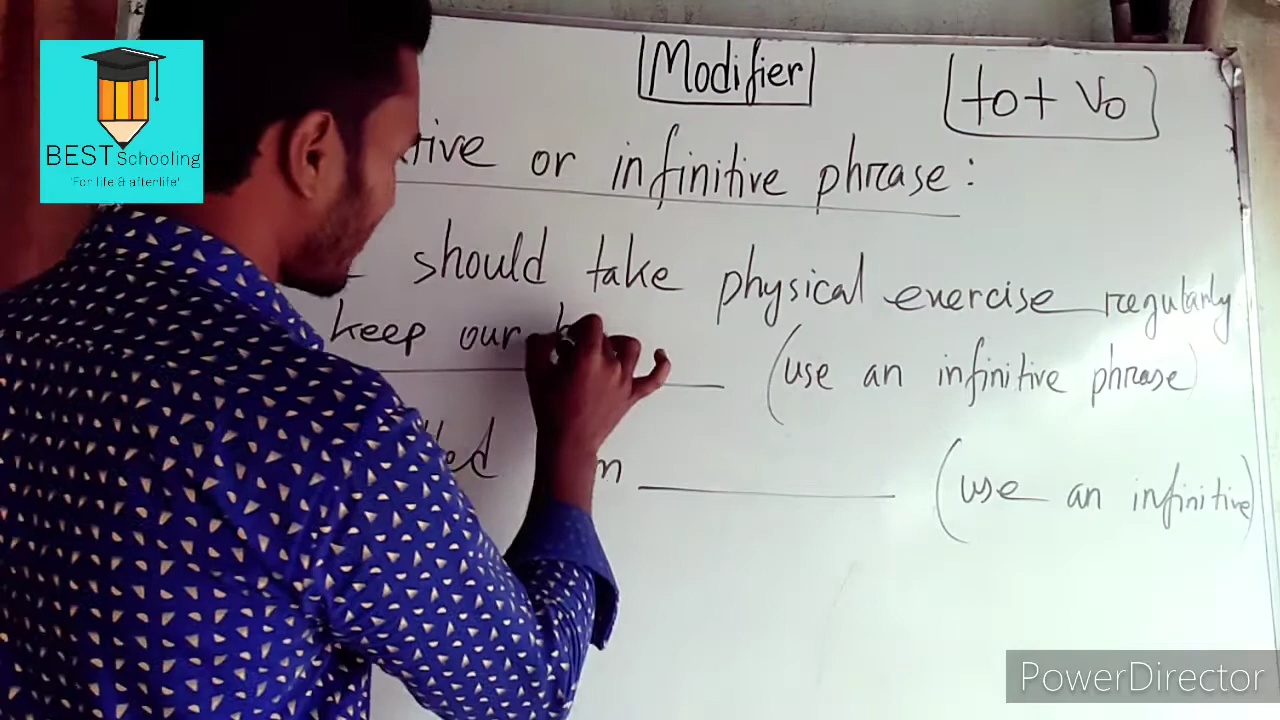 BEST Schooling
'For life & afterlife'
Modifier
to + Vo
or infinitive phrase:
should take physical exercise regularly
keep our
(use an infinitive phrase)
(use an infinitive)
PowerDirector